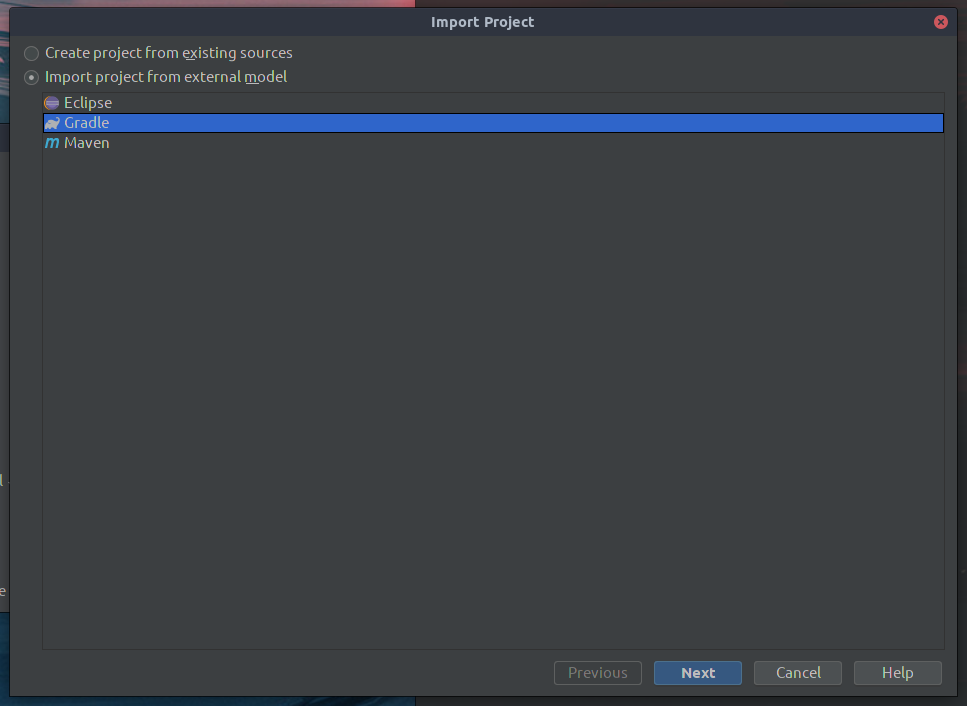 Import Project
Create project from existing sources
Import project from external model
Eclipse
Gradle
m Maven
Previous
Next
Cancel
Help